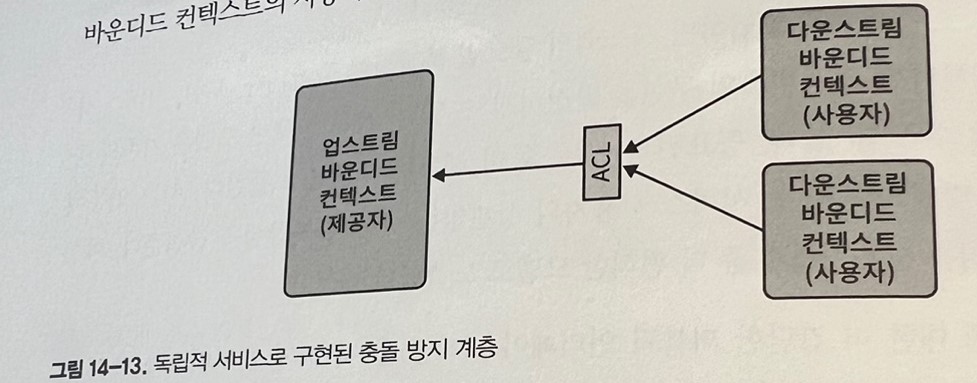 바운디드 컨텍스트의
업스트림
바운디드
컨텍스트
(제공자)
ACL
다운스트림
바운디드
컨텍스트
(사용자)
다운스트림
바운디드
컨텍스트
(사용자)
그림 14-13. 독립적 서비스로 구현된 충돌 방지 계층